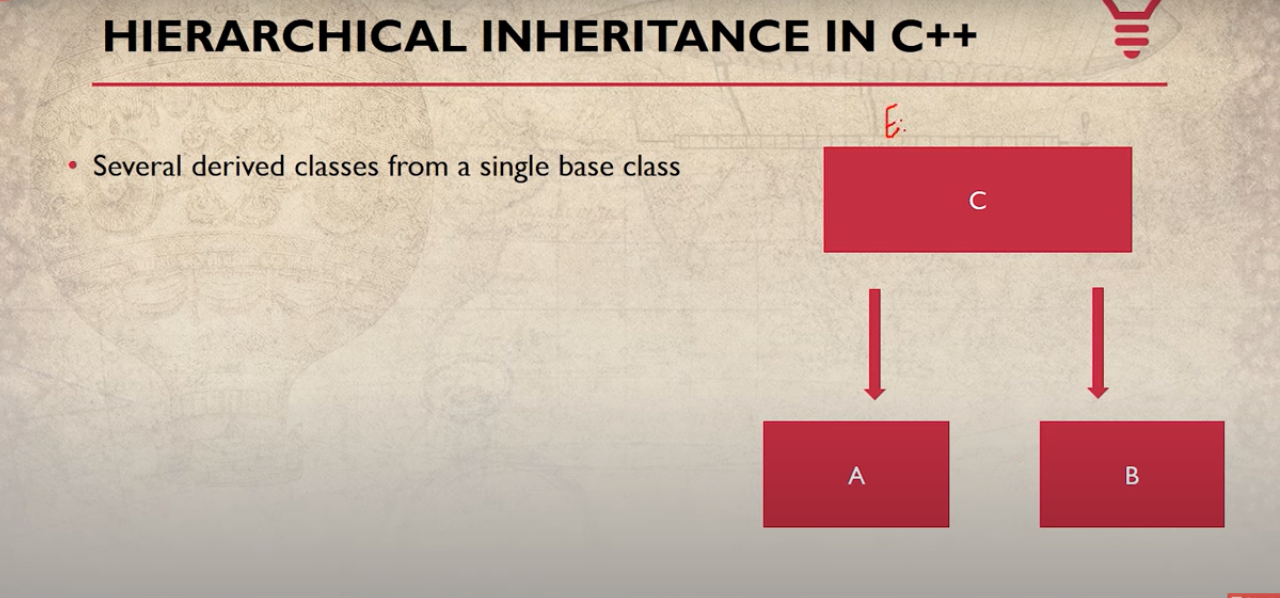 HIERARCHICAL INHERITANCE IN C++
E:
• Several derived classes from a single base class
C
A
B